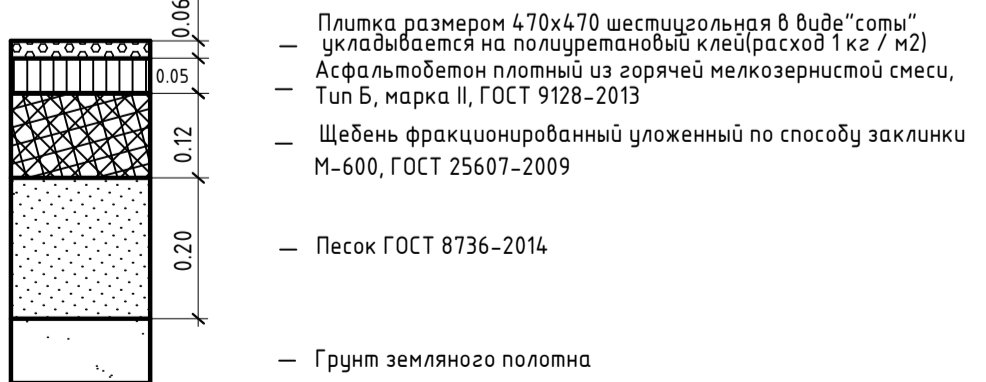 0.06
Плитка размером 470х470 шестиугольная в виде"соты"
укладывается на полиуретановый клей(расход 1 кг / м2)
0.05
Асфальтобетон плотный из горячей мелкозернистой смеси,
Тип Б, марка II, ГОСТ 9128-2013
0.12
Щебень фракционированный уложенный по способу заклинки
М-600, ГОСТ 25607-2009
0.20
Песок ГОСТ 8736-2014
Грунт земляного полотна